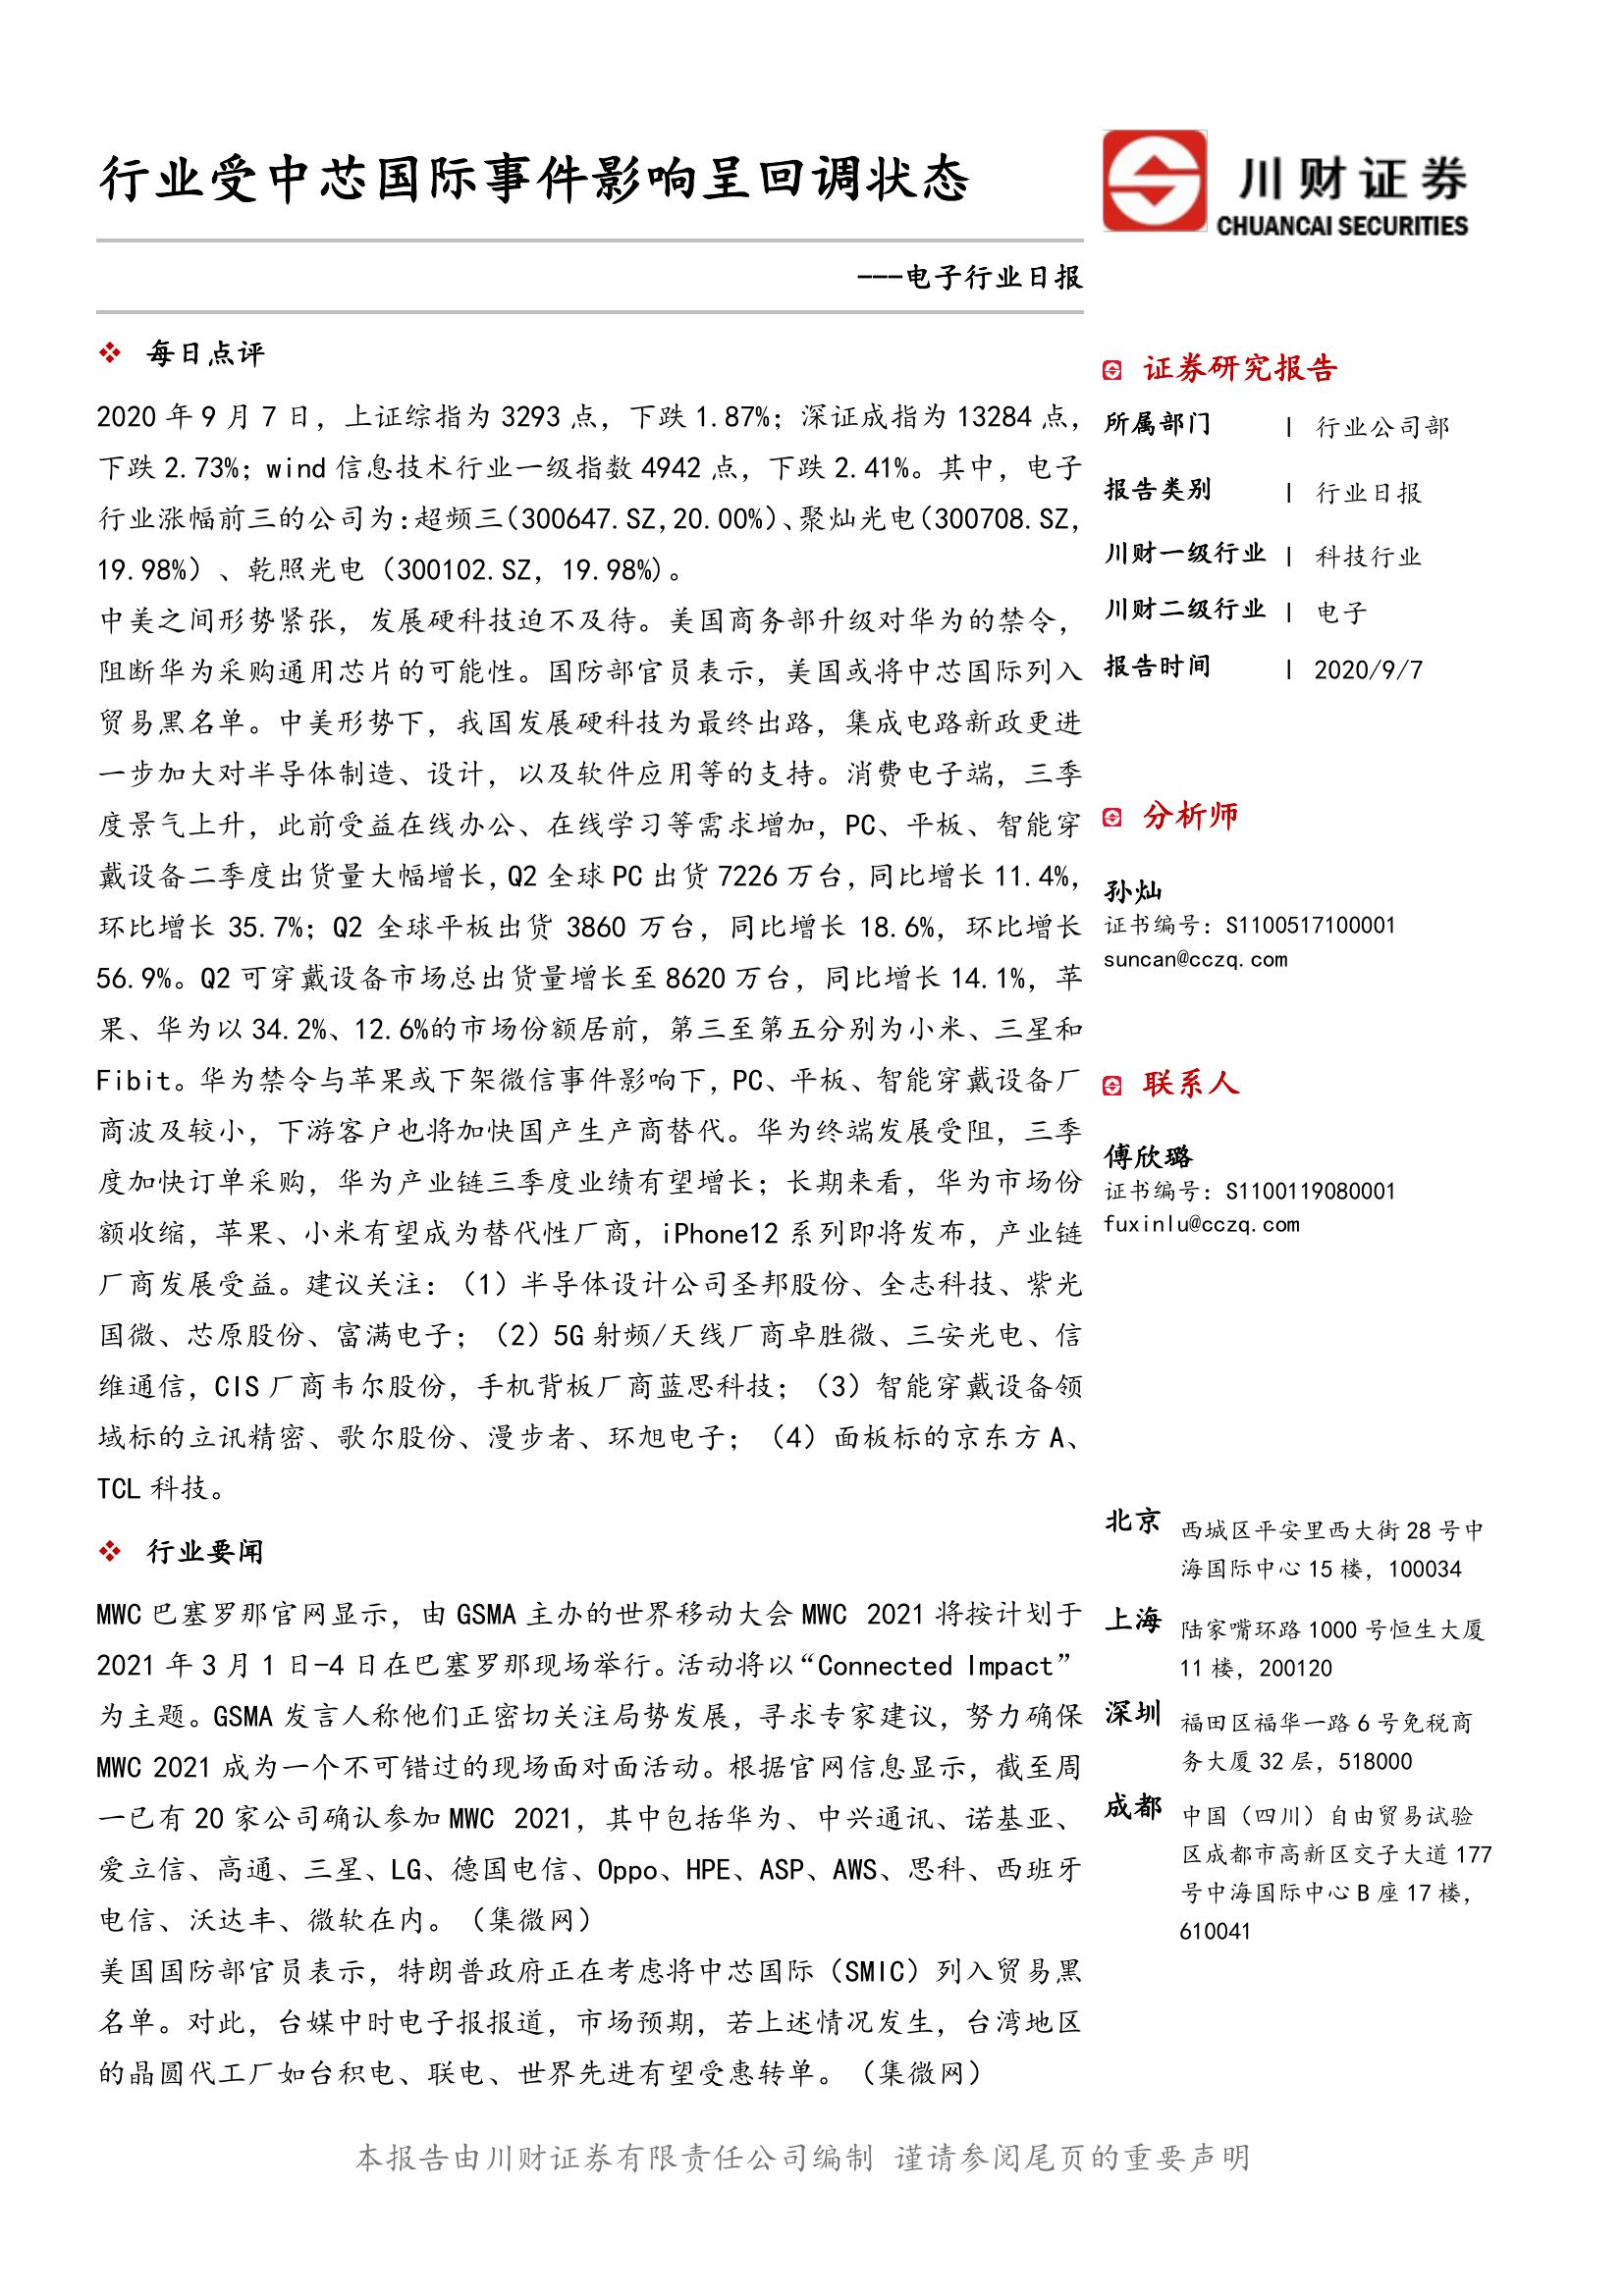 行业受中芯国际事件影响呈回调状态
---电子行业日报
川财证券
CHUANCAI SECURITIES
每日点评
2020 年 9 月 7 日，上证综指为 3293 点，下跌 1.87%；深证成指为 13284 点，
下跌 2.73%；wind 信息技术行业一级指数 4942 点，下跌 2.41%。其中，电子
行业涨幅前三的公司为：超频三（300647.SZ,20.00%）、聚灿光电（300708.SZ,
19.98%）、乾照光电（300102.SZ, 19.98%)。
中美之间形势紧张，发展硬科技迫不及待。美国商务部升级对华为的禁令，
阻断华为采购通用芯片的可能性。国防部官员表示，美国或将中芯国际列入
贸易黑名单。中美形势下，我国发展硬科技为最终出路，集成电路新政更进
一步加大对半导体制造、设计，以及软件应用等的支持。消费电子端，三季
度景气上升，此前受益在线办公、在线学习等需求增加，PC、平板、智能穿
戴设备二季度出货量大幅增长，Q2 全球 PC 出货 7226 万台，同比增长 11.4%，
环比增长 35.7%；Q2 全球平板出货 3860 万台，同比增长 18.6%，环比增长
56.9%。Q2 可穿戴设备市场总出货量增长至 8620 万台，同比增长 14.1%，苹
果、华为以 34.2%、12.6%的市场份额居前，第三至第五分别为小米、三星和
Fibit。华为禁令与苹果或下架微信事件影响下，PC、平板、智能穿戴设备厂
商波及较小，下游客户也将加快国产生产商替代。华为终端发展受阻，三季
度加快订单采购，华为产业链三季度业绩有望增长；长期来看，华为市场份
额收缩，苹果、小米有望成为替代性厂商，iPhone12 系列即将发布，产业链
厂商发展受益。建议关注：（1）半导体设计公司圣邦股份、全志科技、紫光
国微、芯原股份、富满电子；（2）5G 射频/天线厂商卓胜微、三安光电、信
维通信，CIS 厂商韦尔股份，手机背板厂商蓝思科技；（3）智能穿戴设备领
域标的立讯精密、歌尔股份、漫步者、环旭电子；（4）面板标的京东方 A、
TCL 科技。
行业要闻
MWC 巴塞罗那官网显示，由 GSMA 主办的世界移动大会 MWC 2021 将按计划于
2021 年 3 月 1 日-4 日在巴塞罗那现场举行。活动将以“Connected Impact”
为主题。GSMA 发言人称他们正密切关注局势发展，寻求专家建议，努力确保
MWC 2021 成为一个不可错过的现场面对面活动。根据官网信息显示，截至周
一已有 20 家公司确认参加 MWC 2021，其中包括华为、中兴通讯、诺基亚、
爱立信、高通、三星、LG、德国电信、Oppo、HPE、ASP、AWS、思科、西班牙
电信、沃达丰、微软在内。（集微网）
美国国防部官员表示，特朗普政府正在考虑将中芯国际（SMIC）列入贸易黑
名单。对此，台媒中时电子报报道，市场预期，若上述情况发生，台湾地区
的晶圆代工厂如台积电、联电、世界先进有望受惠转单。（集微网）
证券研究报告
所属部门 | 行业公司部
报告类别 | 行业日报
川财一级行业 | 科技行业
川财二级行业 | 电子
报告时间 | 2020/9/7
分析师
孙灿
证书编号：S1100517100001
suncan@cczq.com
联系人
傅欣璐
证书编号：S1100119080001
fuxinlu@cczq.com
北京 西城区平安里西大街 28 号中
海国际中心 15 楼，100034
上海 陆家嘴环路 1000 号恒生大厦
11 楼，200120
深圳 福田区福华一路 6 号免税商
务大厦 32 层，518000
成都 中国（四川）自由贸易试验
区成都市高新区交子大道 177
号中海国际中心 B 座 17 楼，
610041
本报告由川财证券有限责任公司编制 谨请参阅尾页的重要声明